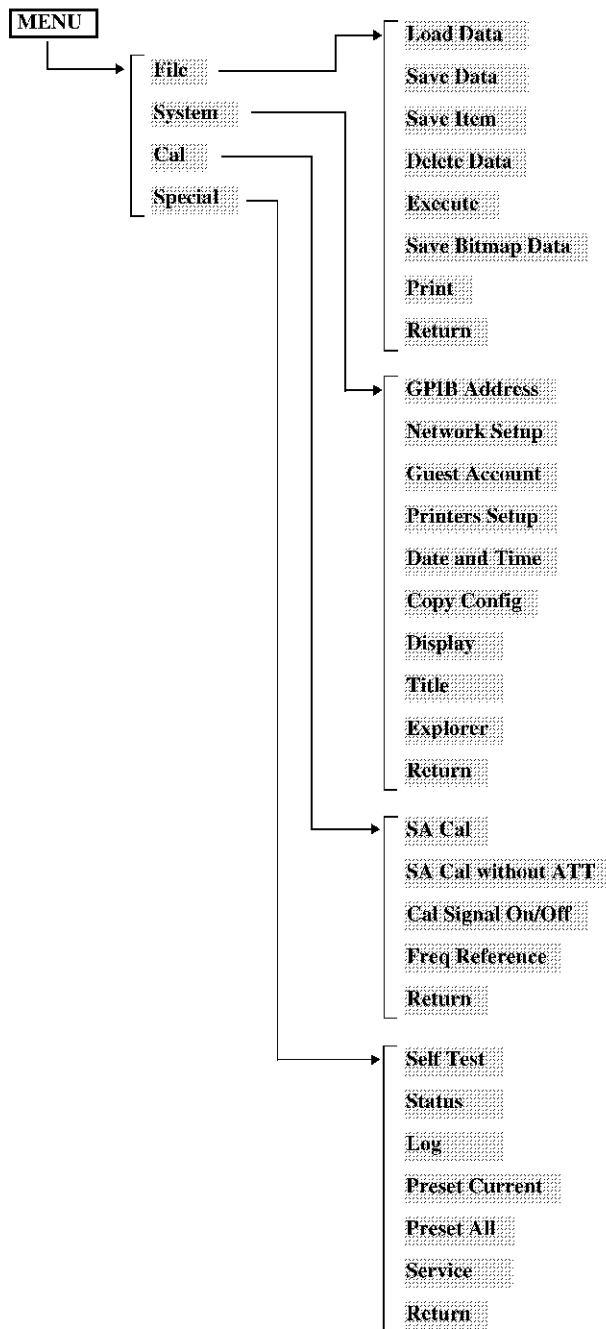 MENU
File
System
Cal
Special
Load Data
Save Data
Save Item
Delete Data
Execute
Save Bitmap Data
Print
Return
GPIB Address
Network Setup
Guest Account
Printers Setup
Date and Time
Copy Config
Display
Title
Explorer
Return
SA Cal
SA Cal without ATT
Cal Signal On/Off
Freq Reference
Return
Self Test
Status
Log
Preset Current
Preset All
Service
Return